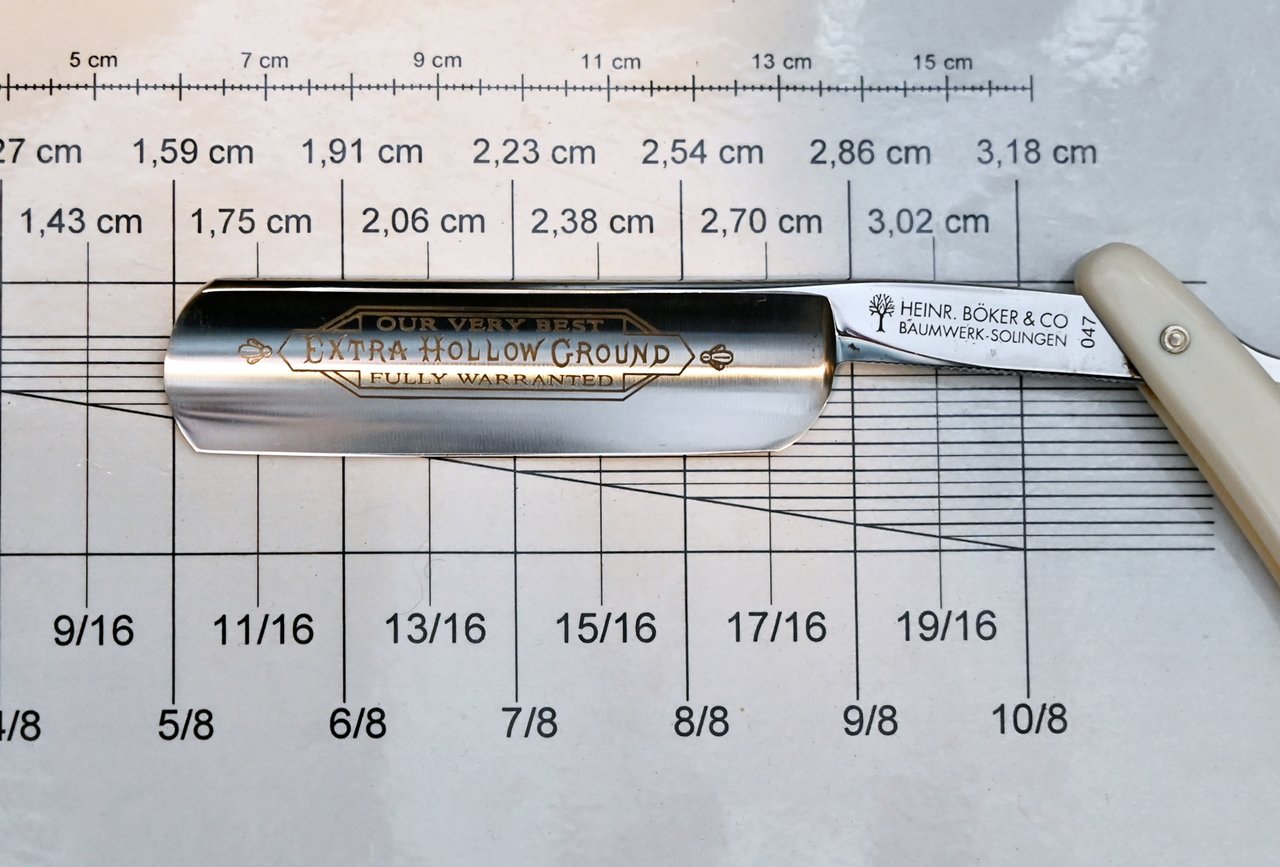 5 cm 7 cm 9 cm 11 cm 13 cm 15 cm
27 cm 1,59 cm 1,91 cm 2,23 cm 2,54 cm 2,86 cm 3,18 cm
1,43 cm 1,75 cm 2,06 cm 2,38 cm 2,70 cm 3,02 cm
OUR VERY BEST
EXTRA HOLLOW GROUND
FULLY WARRANTED
HEINR. BÖKER & CO
BAUMWERK-SOLINGEN
047
9/16 11/16 13/16 15/16 17/16 19/16
4/8 5/8 6/8 7/8 8/8 9/8 10/8